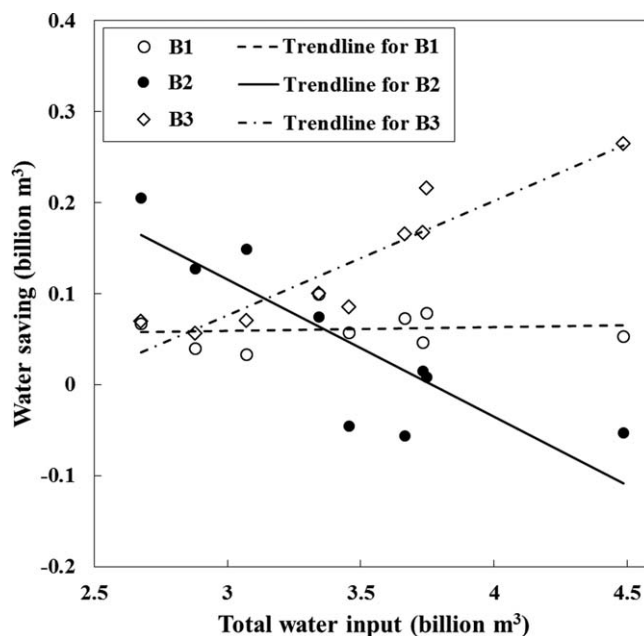 0.4
B1 Trendline for B1
B2 Trendline for B2
0.3
B3 Trendline for B3
0.2
0.1
0
-0.1
-0.2
2.5 3 3.5 4 4.5
Water saving (billion m³)
Total water input (billion m³)